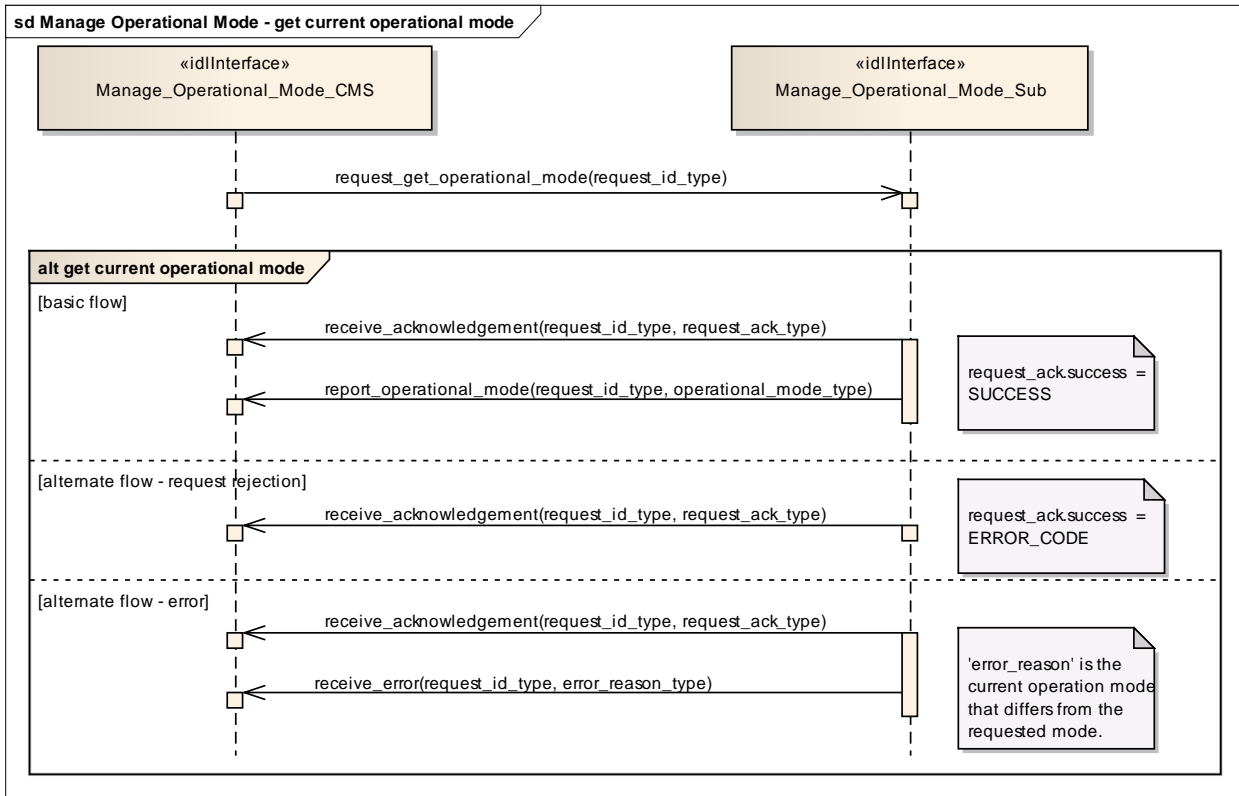 sd Manage Operational Mode - get current operational mode
«idlInterface»
Manage_Operational_Mode_CMS
«idlInterface»
Manage_Operational_Mode_Sub
request_get_operational_mode(request_id_type)
alt get current operational mode
[basic flow]
receive_acknowledgement(request_id_type, request_ack_type)
report_operational_mode(request_id_type, operational_mode_type)
request_ack.success =
SUCCESS
[alternate flow - request rejection]
receive_acknowledgement(request_id_type, request_ack_type)
request_ack.success =
ERROR_CODE
[alternate flow - error]
receive_acknowledgement(request_id_type, request_ack_type)
receive_error(request_id_type, error_reason_type)
'error_reason' is the
current operation mode
that differs from the
requested mode.